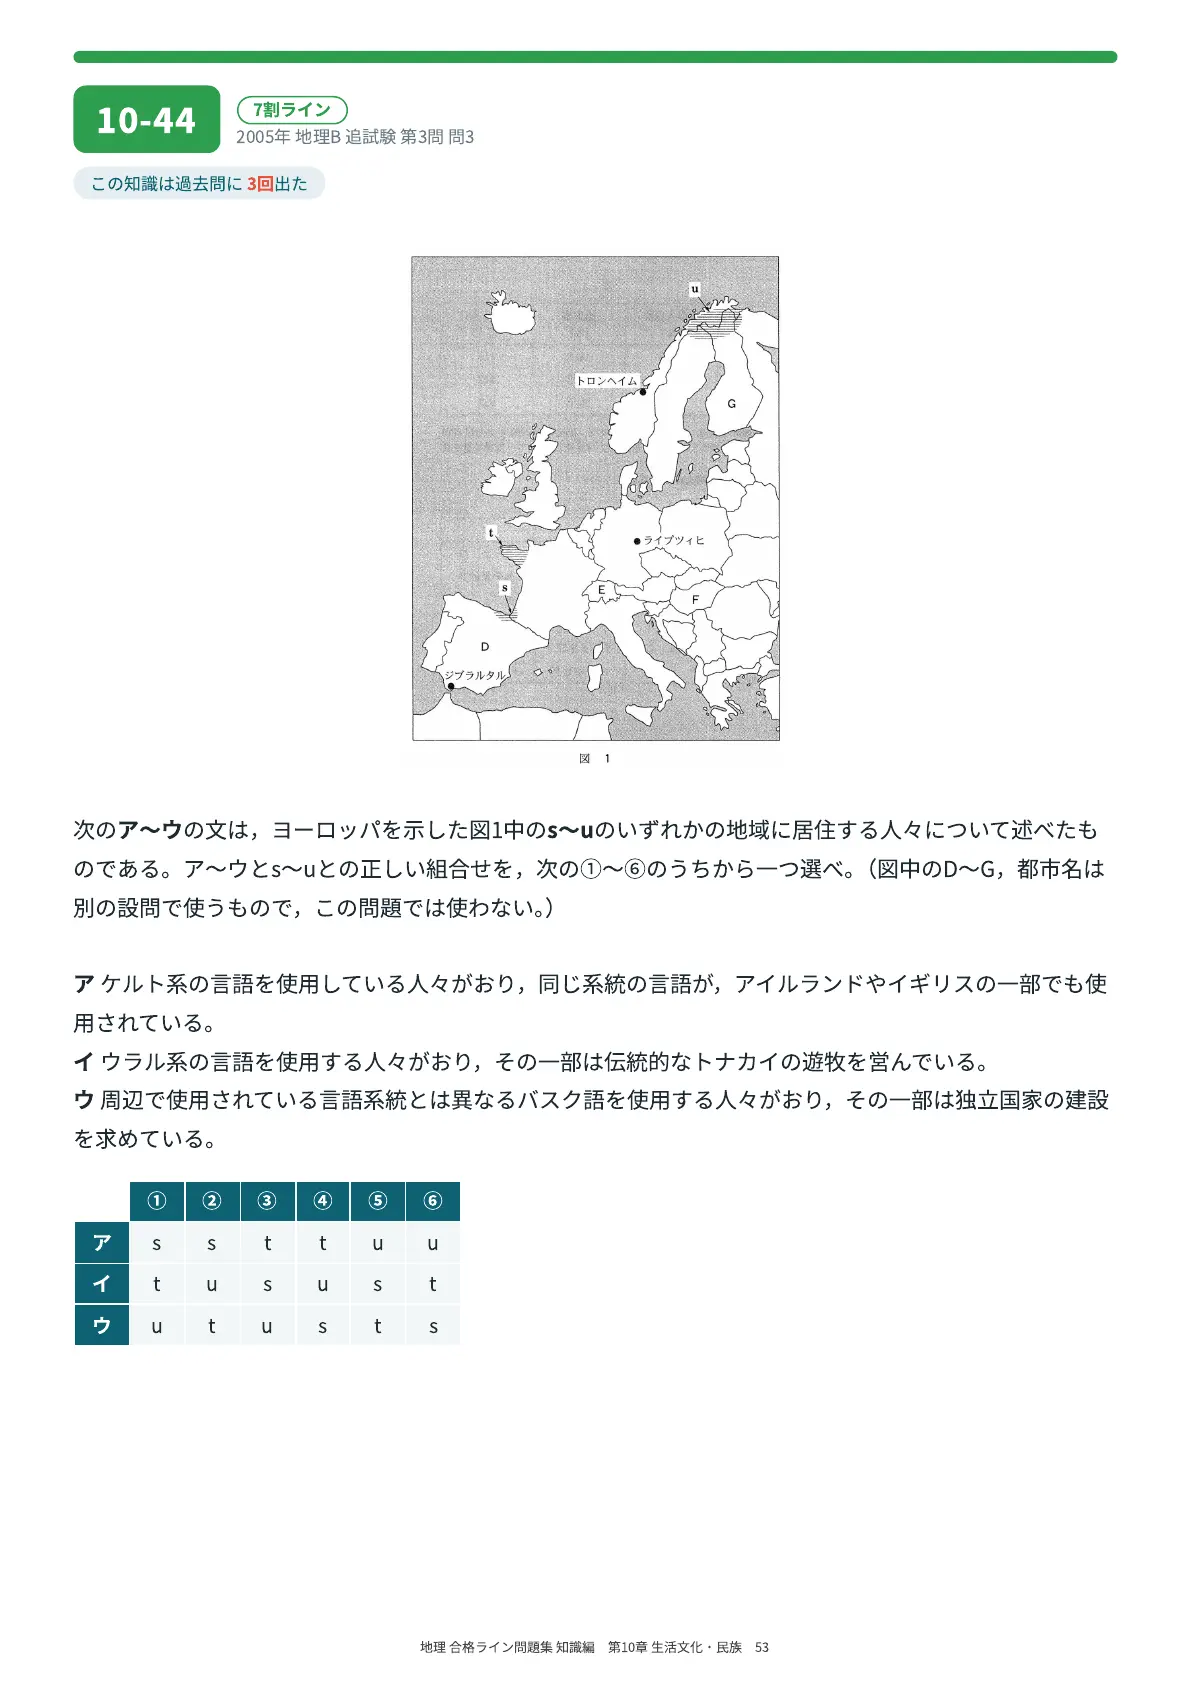 10-44
7割ライン
2005年 地理B 追試験 第3問 問3
この知識は過去問に 3回出た
u
トロンヘイム
G
t
ライプツィヒ
s
E
F
D
ジブラルタル
図 1
次のア〜ウの文は，ヨーロッパを示した図1中のs〜uのいずれかの地域に居住する人々について述べたも
のである。ア〜ウとs〜uとの正しい組合せを，次の①〜⑥のうちから一つ選べ。（図中のD〜G，都市名は
別の設問で使うもので，この問題では使わない。）
ア ケルト系の言語を使用している人々がおり，同じ系統の言語が，アイルランドやイギリスの一部でも使
用されている。
イ ウラル系の言語を使用する人々がおり，その一部は伝統的なトナカイの遊牧を営んでいる。
ウ 周辺で使用されている言語系統とは異なるバスク語を使用する人々がおり，その一部は独立国家の建設
を求めている。
① ② ③ ④ ⑤ ⑥
ア s s t t u u
イ t u s u s t
ウ u t u s t s
地理 合格ライン問題集 知識編 第10章 生活文化・民族 53